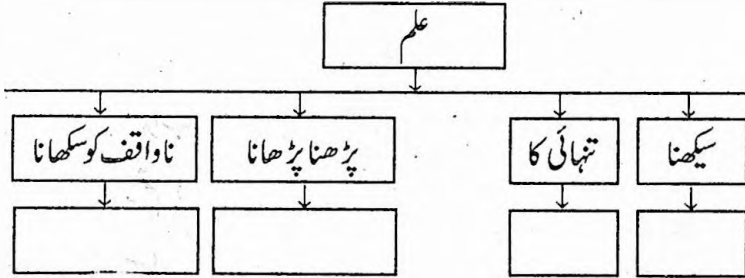 علم
سیکھنا
تنہائی کا
پڑھنا پڑھانا
ناواقف کو سکھانا